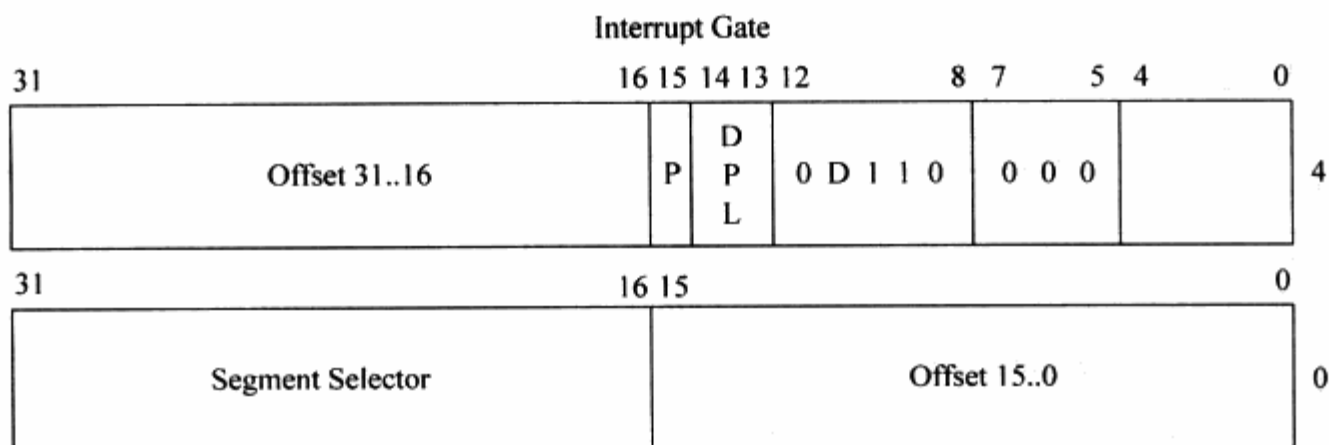 Interrupt Gate
31 16 15 14 13 12 8 7 5 4 0
Offset 31..16 P DPL 0 D 1 1 0 0 0 0 4
31 16 15 0
Segment Selector Offset 15..0 0